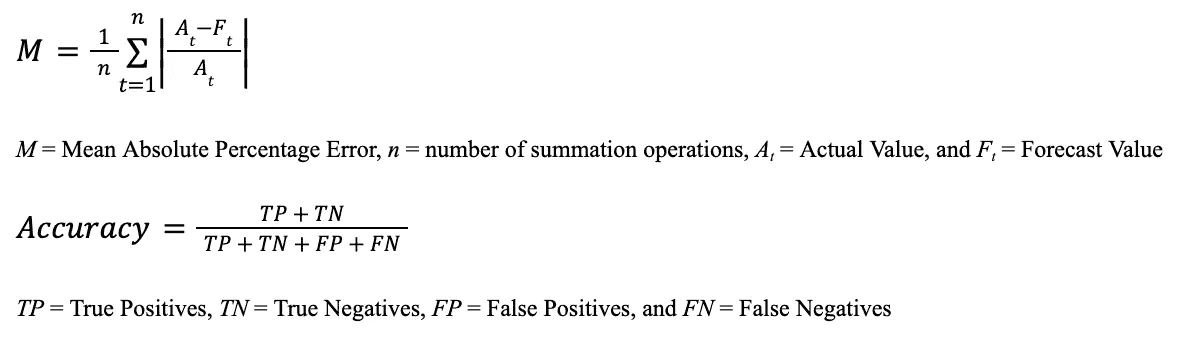 M = \frac{1}{n} \sum_{t=1}^{n} \left| \frac{A_t - F_t}{A_t} \right|
M = Mean Absolute Percentage Error, n = number of summation operations, A_t = Actual Value, and F_t = Forecast Value
Accuracy = \frac{TP + TN}{TP + TN + FP + FN}
TP = True Positives, TN = True Negatives, FP = False Positives, and FN = False Negatives